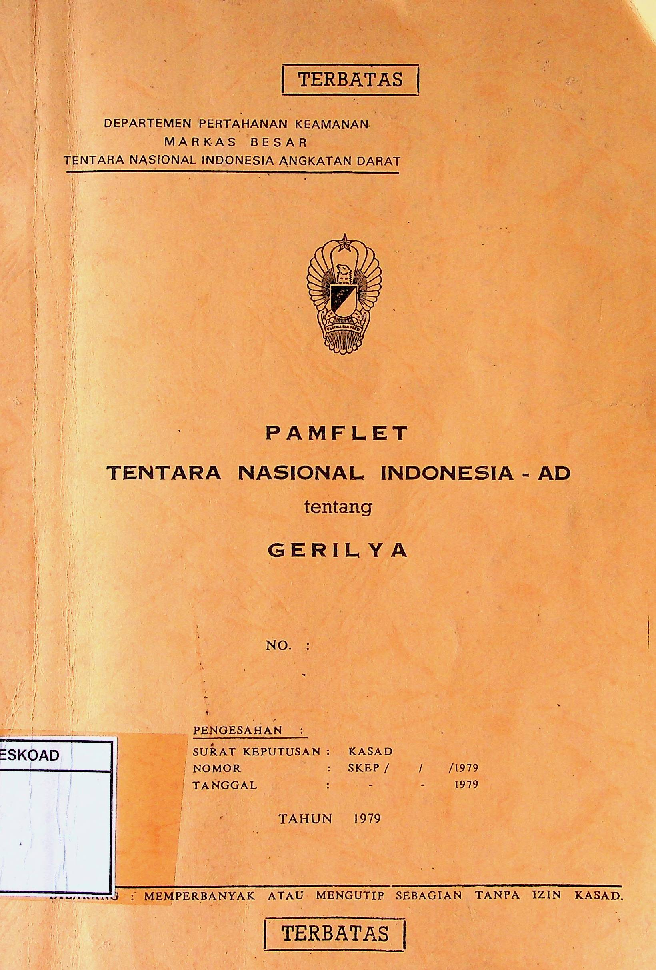 TERBATAS
DEPARTEMEN PERTAHANAN KEAMANAN
MARKAS BESAR
TENTARA NASIONAL INDONESIA ANGKATAN DARAT
PAMFLET
TENTARA NASIONAL INDONESIA - AD
tentang
GERILYA
NO. :
PENGESAHAN :
SURAT KEPUTUSAN : KASAD
NOMOR : SKEP / / /1979
TANGGAL : - - 1979
TAHUN 1979
ESKOAD
: MEMPERBANYAK ATAU MENGUTIP SEBAGIAN TANPA IZIN KASAD.
TERBATAS